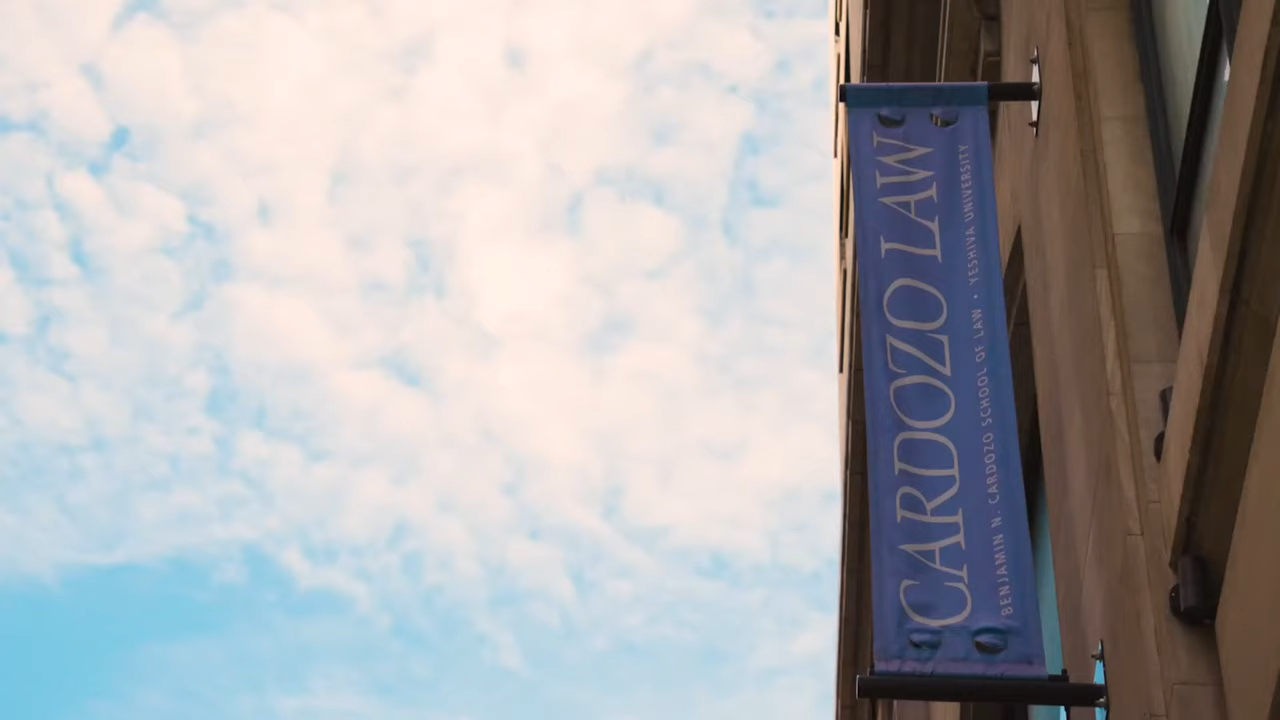 CARDOZO LAW
BENJAMIN N. CARDOZO SCHOOL OF LAW • YESHIVA UNIVERSITY